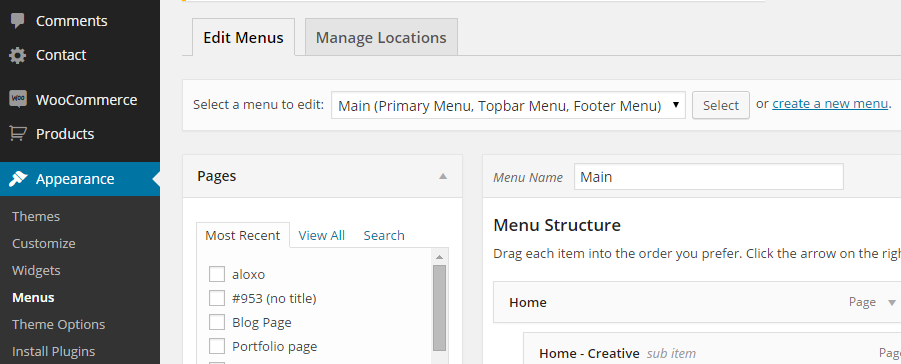 Comments
Contact
WOO
WooCommerce
Products
Appearance
Themes
Customize
Widgets
Menus
Theme Options
Install Plugins
Edit Menus
Manage Locations
Select a menu to edit: Main (Primary Menu, Topbar Menu, Footer Menu) Select or create a new menu.
Pages
Most Recent View All Search
aloxo
#953 (no title)
Blog Page
Portfolio page
Menu Name Main
Menu Structure
Drag each item into the order you prefer. Click the arrow on the righ
Home Page
Home - Creative sub item Page